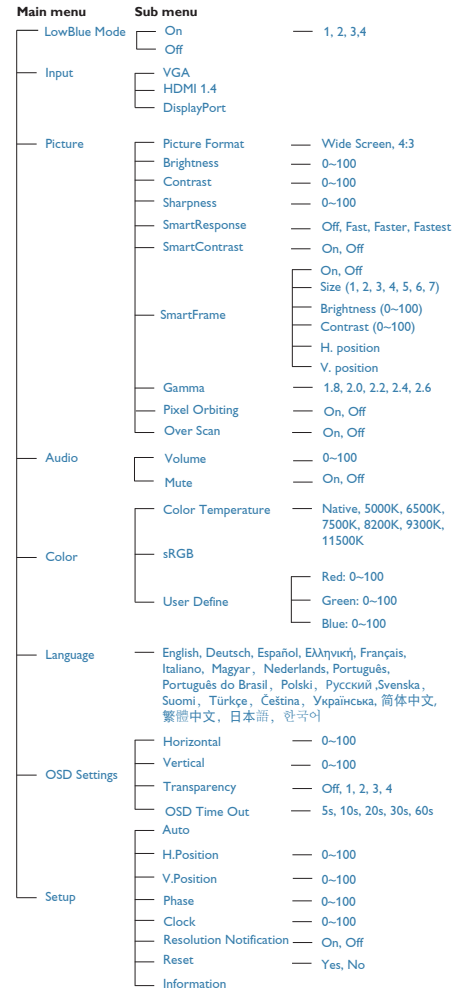 Main menu Sub menu
LowBlue Mode On 1, 2, 3,4
Off
Input VGA
HDMI 1.4
DisplayPort
Picture Picture Format Wide Screen, 4:3
Brightness 0~100
Contrast 0~100
Sharpness 0~100
SmartResponse Off, Fast, Faster, Fastest
SmartContrast On, Off
On, Off
Size (1, 2, 3, 4, 5, 6, 7)
Brightness (0~100)
SmartFrame
Contrast (0~100)
H. position
V. position
Gamma 1.8, 2.0, 2.2, 2.4, 2.6
Pixel Orbiting On, Off
Over Scan On, Off
Audio Volume 0~100
Mute On, Off
Color Temperature Native, 5000K, 6500K,
7500K, 8200K, 9300K,
11500K
Color sRGB
Red: 0~100
User Define Green: 0~100
Blue: 0~100
Language English, Deutsch, Español, Ελληνική, Français,
Italiano, Magyar, Nederlands, Português,
Português do Brasil, Polski, Русский ,Svenska,
Suomi, Türkçe, Čeština, Українська, 简体中文,
繁體中文, 日本語, 한국어
Horizontal 0~100
Vertical 0~100
OSD Settings
Transparency Off, 1, 2, 3, 4
OSD Time Out 5s, 10s, 20s, 30s, 60s
Auto
H.Position 0~100
V.Position 0~100
Setup Phase 0~100
Clock 0~100
Resolution Notification On, Off
Reset Yes, No
Information